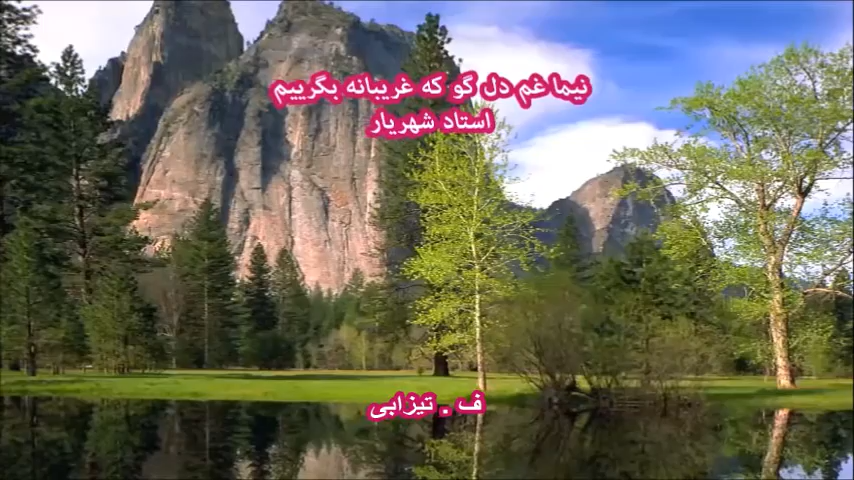 نیما غم دل گو که غریبانه بگرییم
استاد شهریار
ف . تیزابی